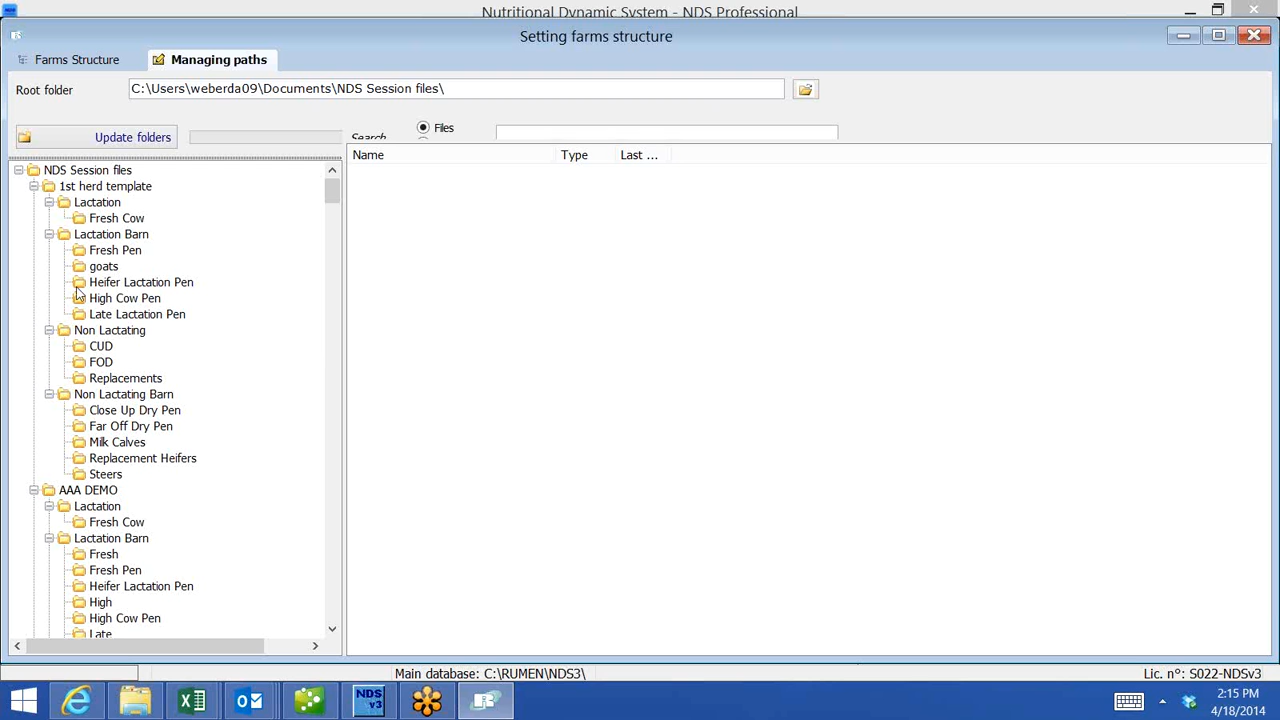 Nutritional Dynamic System - NDS Professional
Setting farms structure
Farms Structure
Managing paths
Root folder
C:\Users\weberda09\Documents\NDS Session files\
Update folders
Search
Files
NDS Session files
1st herd template
Lactation
Fresh Cow
Lactation Barn
Fresh Pen
goats
Heifer Lactation Pen
High Cow Pen
Late Lactation Pen
Non Lactating
CUD
FOD
Replacements
Non Lactating Barn
Close Up Dry Pen
Far Off Dry Pen
Milk Calves
Replacement Heifers
Steers
AAA DEMO
Lactation
Fresh Cow
Lactation Barn
Fresh
Fresh Pen
Heifer Lactation Pen
High
High Cow Pen
Late
Name Type Last ...
Main database: C:\RUMEN\NDS3\
Lic. n°: S022-NDSv3
NDS
v3
2:15 PM
4/18/2014